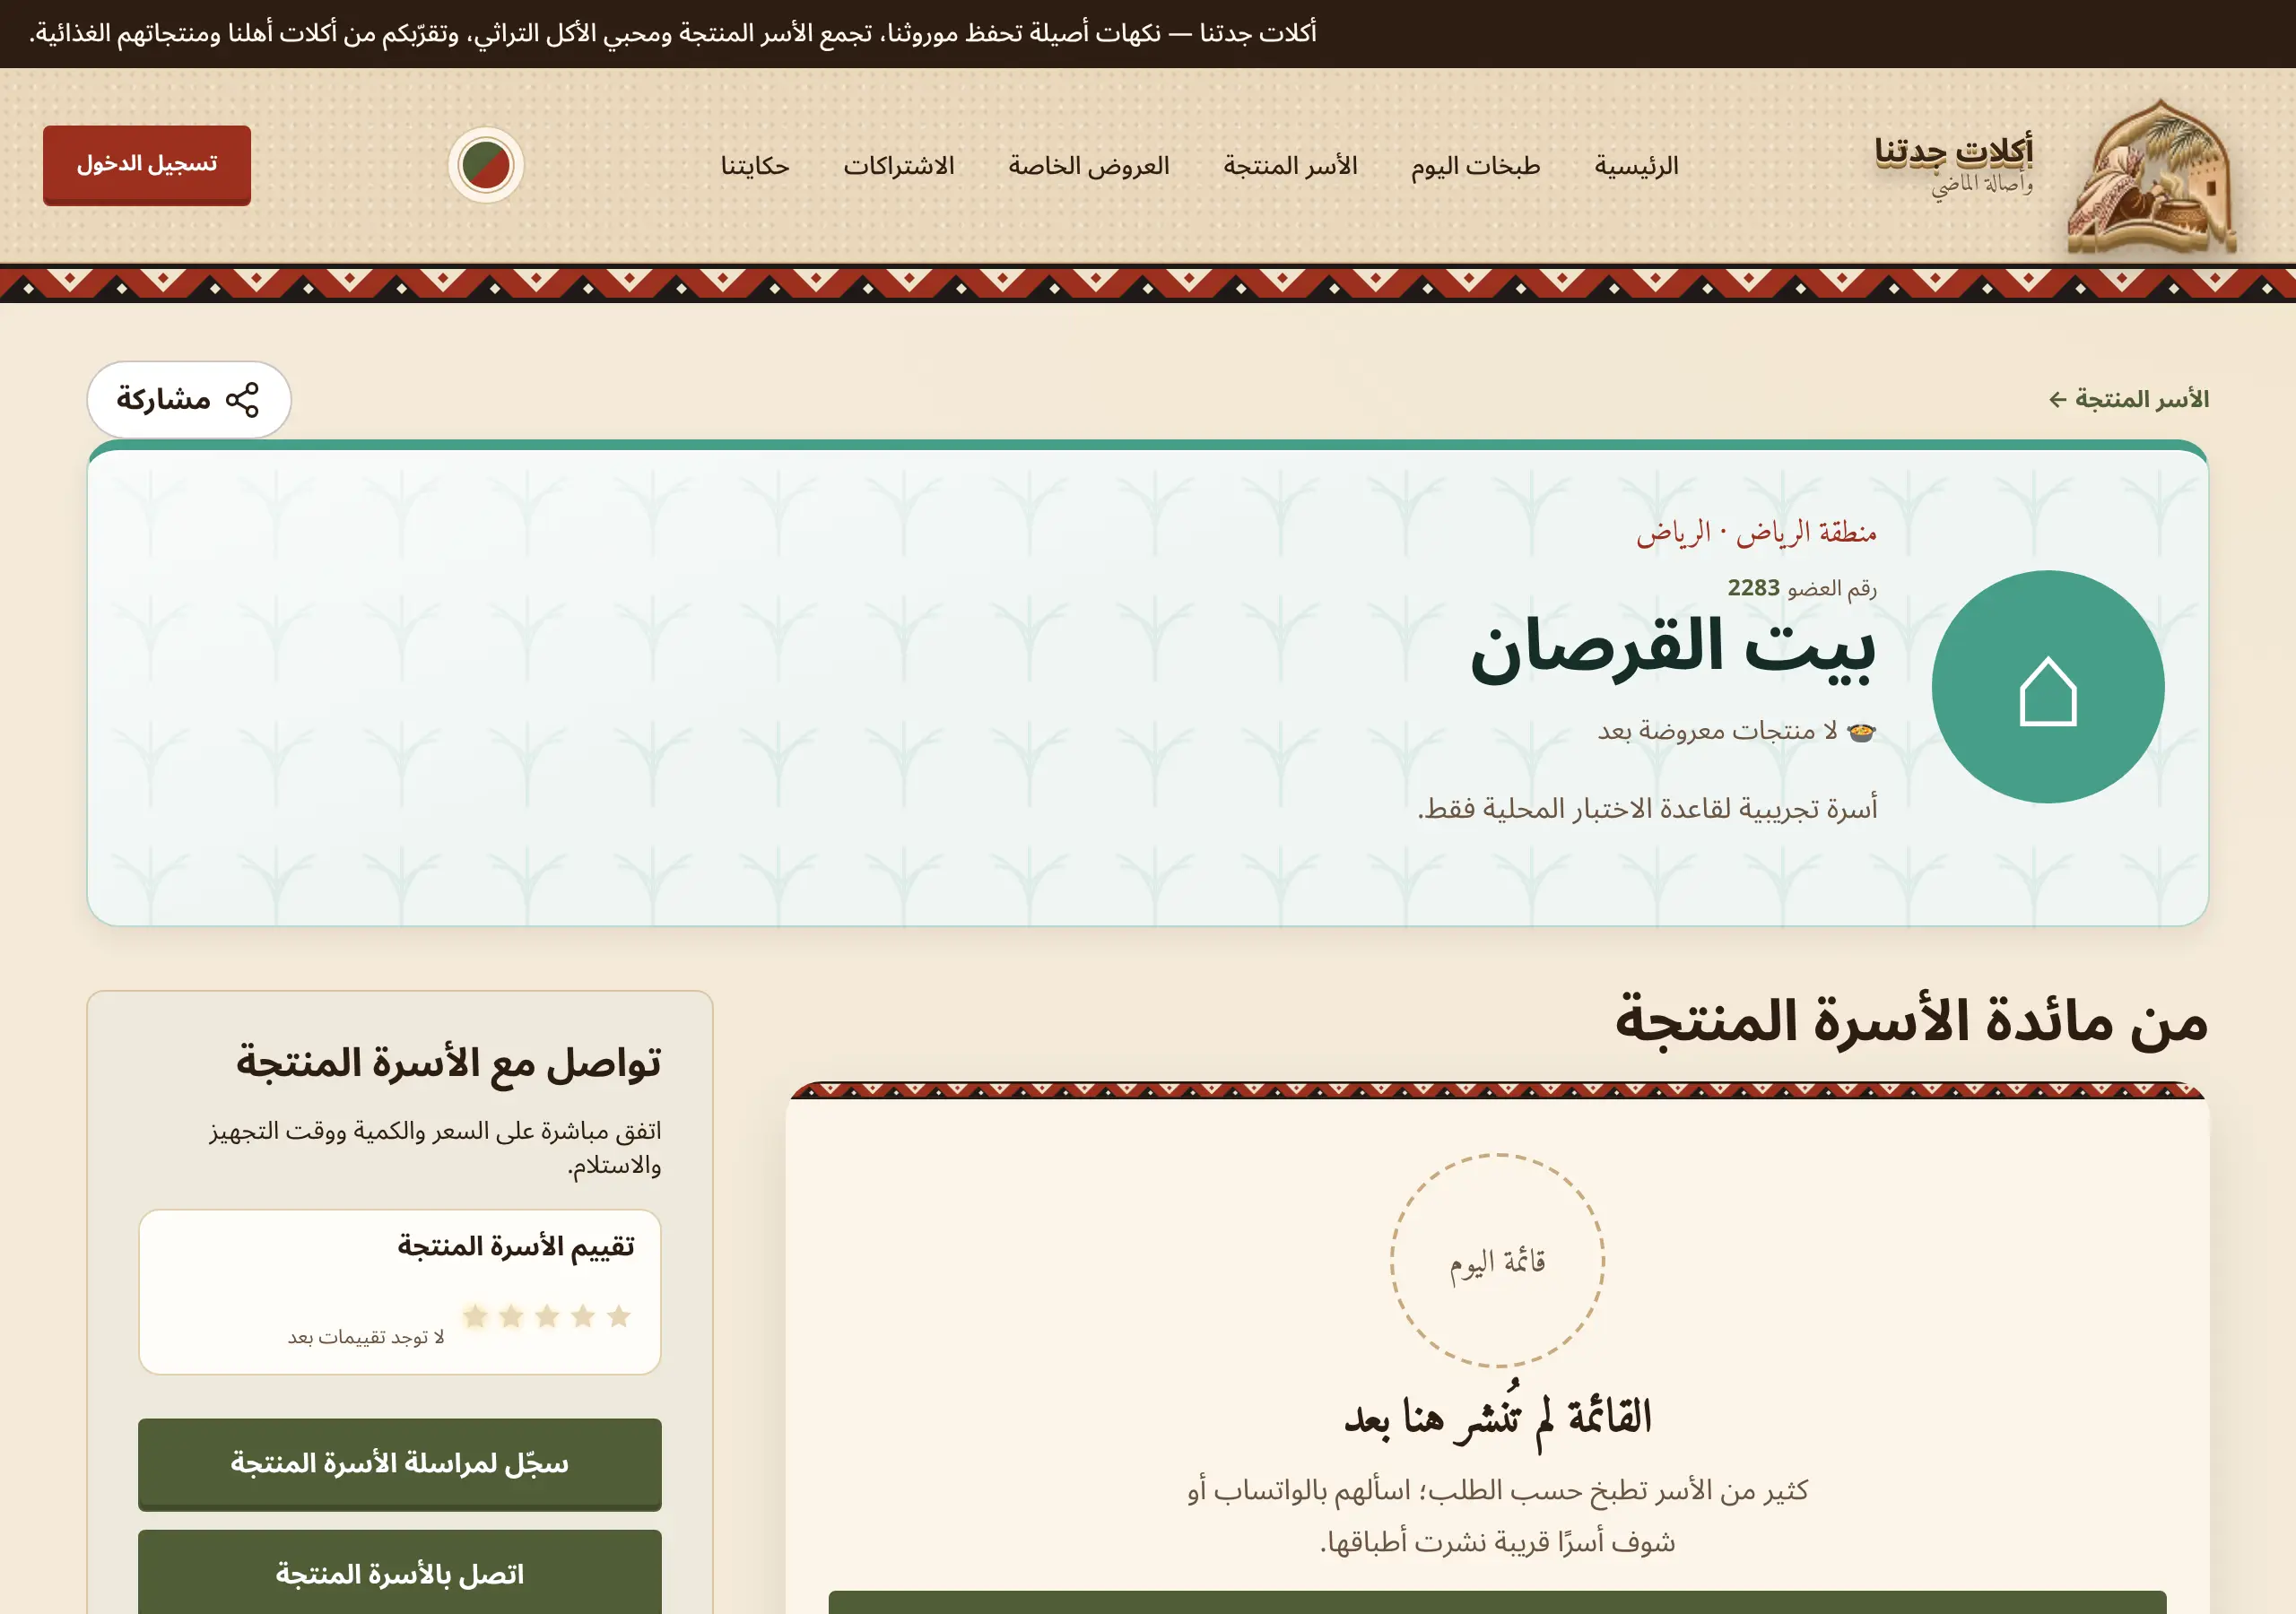 أكلات جدتنا — نكهات أصيلة تحفظ موروثنا، تجمع الأسر المنتجة ومحبي الأكل التراثي، وتقرّبكم من أكلات أهلنا ومنتجاتهم الغذائية.
أكلات جدتنا
وأصالة الماضي
الرئيسية
طبخات اليوم
الأسر المنتجة
العروض الخاصة
الاشتراكات
حكايتنا
تسجيل الدخول
الأسر المنتجة ←
مشاركة
منطقة الرياض · الرياض
رقم العضو 2283
بيت القرصان
🍲 لا منتجات معروضة بعد
أسرة تجريبية لقاعدة الاختبار المحلية فقط.
من مائدة الأسرة المنتجة
قائمة اليوم
القائمة لم تُنشر هنا بعد
كثير من الأسر تطبخ حسب الطلب؛ اسألهم بالواتساب أو
شوف أسرًا قريبة نشرت أطباقها.
تواصل مع الأسرة المنتجة
اتفق مباشرة على السعر والكمية ووقت التجهيز
والاستلام.
تقييم الأسرة المنتجة
★★★★★ لا توجد تقييمات بعد
سجّل لمراسلة الأسرة المنتجة
اتصل بالأسرة المنتجة